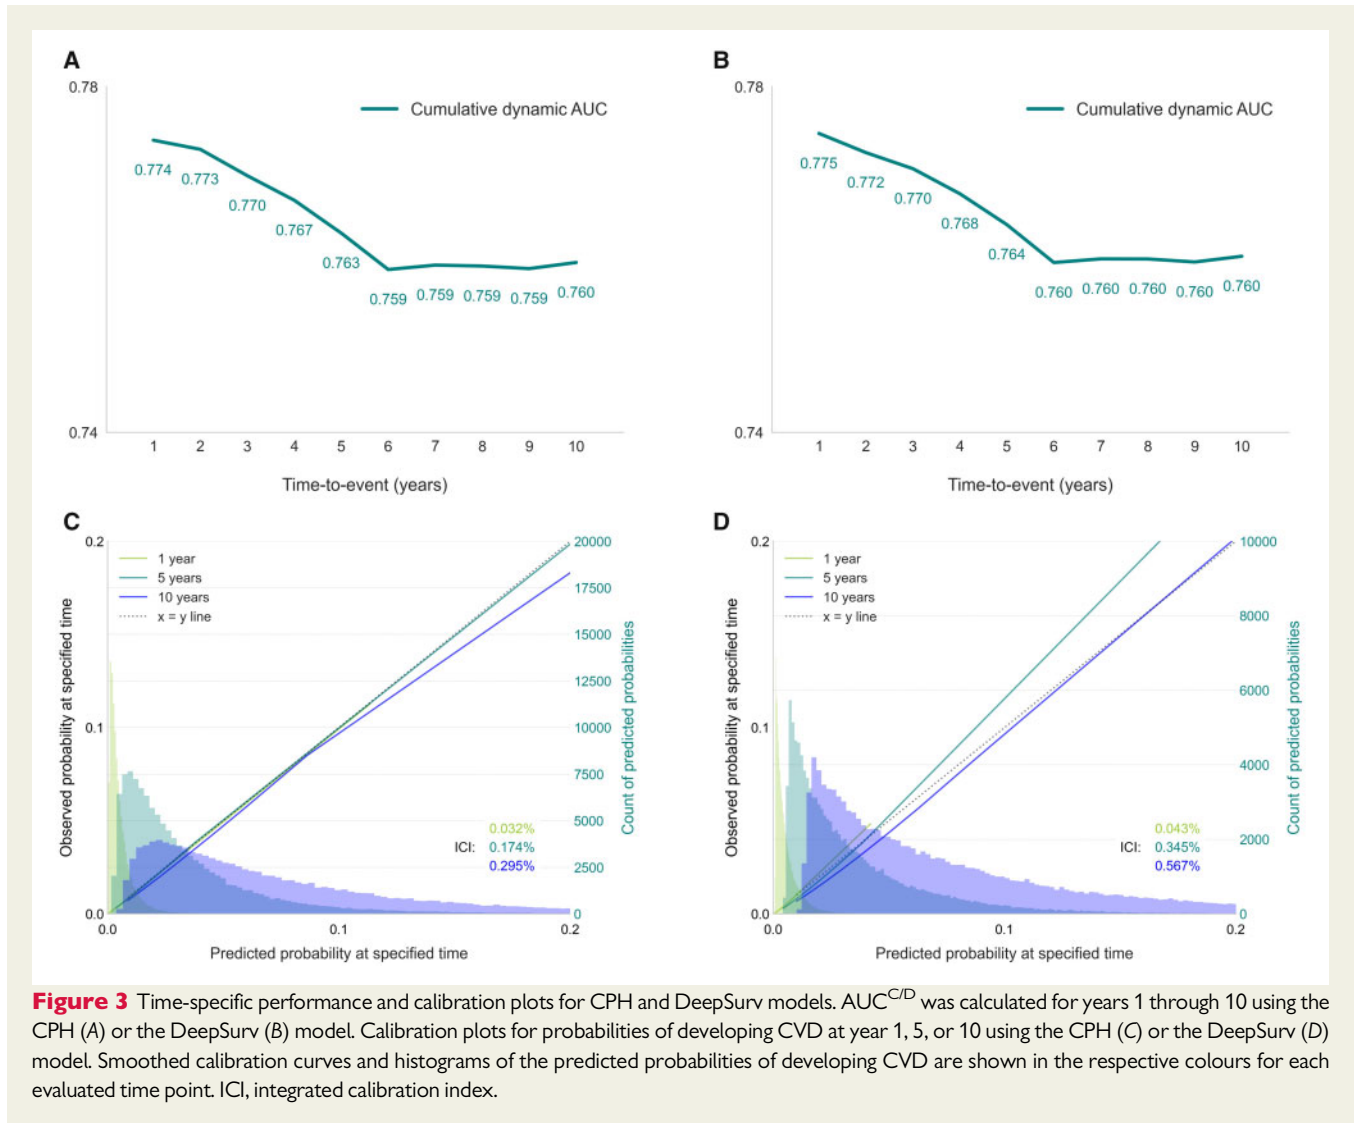 A
0.78
Cumulative dynamic AUC
0.774
0.773
0.770
0.767
0.763
0.759
0.759
0.759
0.759
0.760
0.74
1 2 3 4 5 6 7 8 9 10
Time-to-event (years)
B
0.78
Cumulative dynamic AUC
0.775
0.772
0.770
0.768
0.764
0.760
0.760
0.760
0.760
0.760
0.74
1 2 3 4 5 6 7 8 9 10
Time-to-event (years)
C
Observed probability at specified time
0.2
0.1
0.0
1 year
5 years
10 years
x = y line
0.032%
ICI: 0.174%
0.295%
20000
17500
15000
12500
10000
7500
5000
2500
0
Count of predicted probabilities
0.0 0.1 0.2
Predicted probability at specified time
D
Observed probability at specified time
0.2
0.1
0.0
1 year
5 years
10 years
x = y line
0.043%
ICI: 0.345%
0.567%
10000
8000
6000
4000
2000
0
Count of predicted probabilities
0.0 0.1 0.2
Predicted probability at specified time
Figure 3 Time-specific performance and calibration plots for CPH and DeepSurv models. AUC^C/D was calculated for years 1 through 10 using the
CPH (A) or the DeepSurv (B) model. Calibration plots for probabilities of developing CVD at year 1, 5, or 10 using the CPH (C) or the DeepSurv (D)
model. Smoothed calibration curves and histograms of the predicted probabilities of developing CVD are shown in the respective colours for each
evaluated time point. ICI, integrated calibration index.